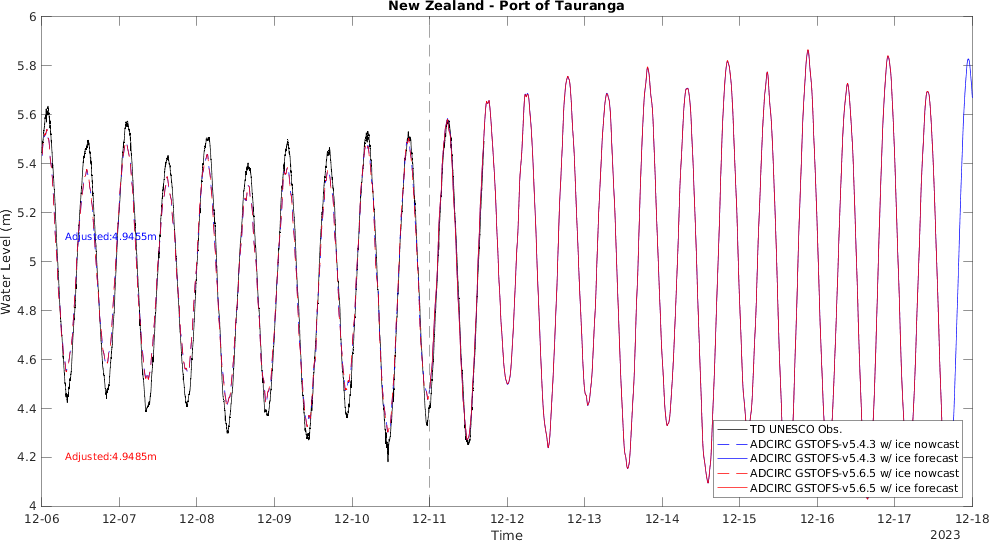 New Zealand - Port of Tauranga
6
5.8
5.6
5.4
5.2
5
4.8
4.6
4.4
4.2
4
Water Level (m)
Adjusted:4.9455m
Adjusted:4.9485m
TD UNESCO Obs.
ADCIRC GSTOFS-v5.4.3 w/ ice nowcast
ADCIRC GSTOFS-v5.4.3 w/ ice forecast
ADCIRC GSTOFS-v5.6.5 w/ ice nowcast
ADCIRC GSTOFS-v5.6.5 w/ ice forecast
12-06 12-07 12-08 12-09 12-10 12-11 12-12 12-13 12-14 12-15 12-16 12-17 12-18
Time
2023